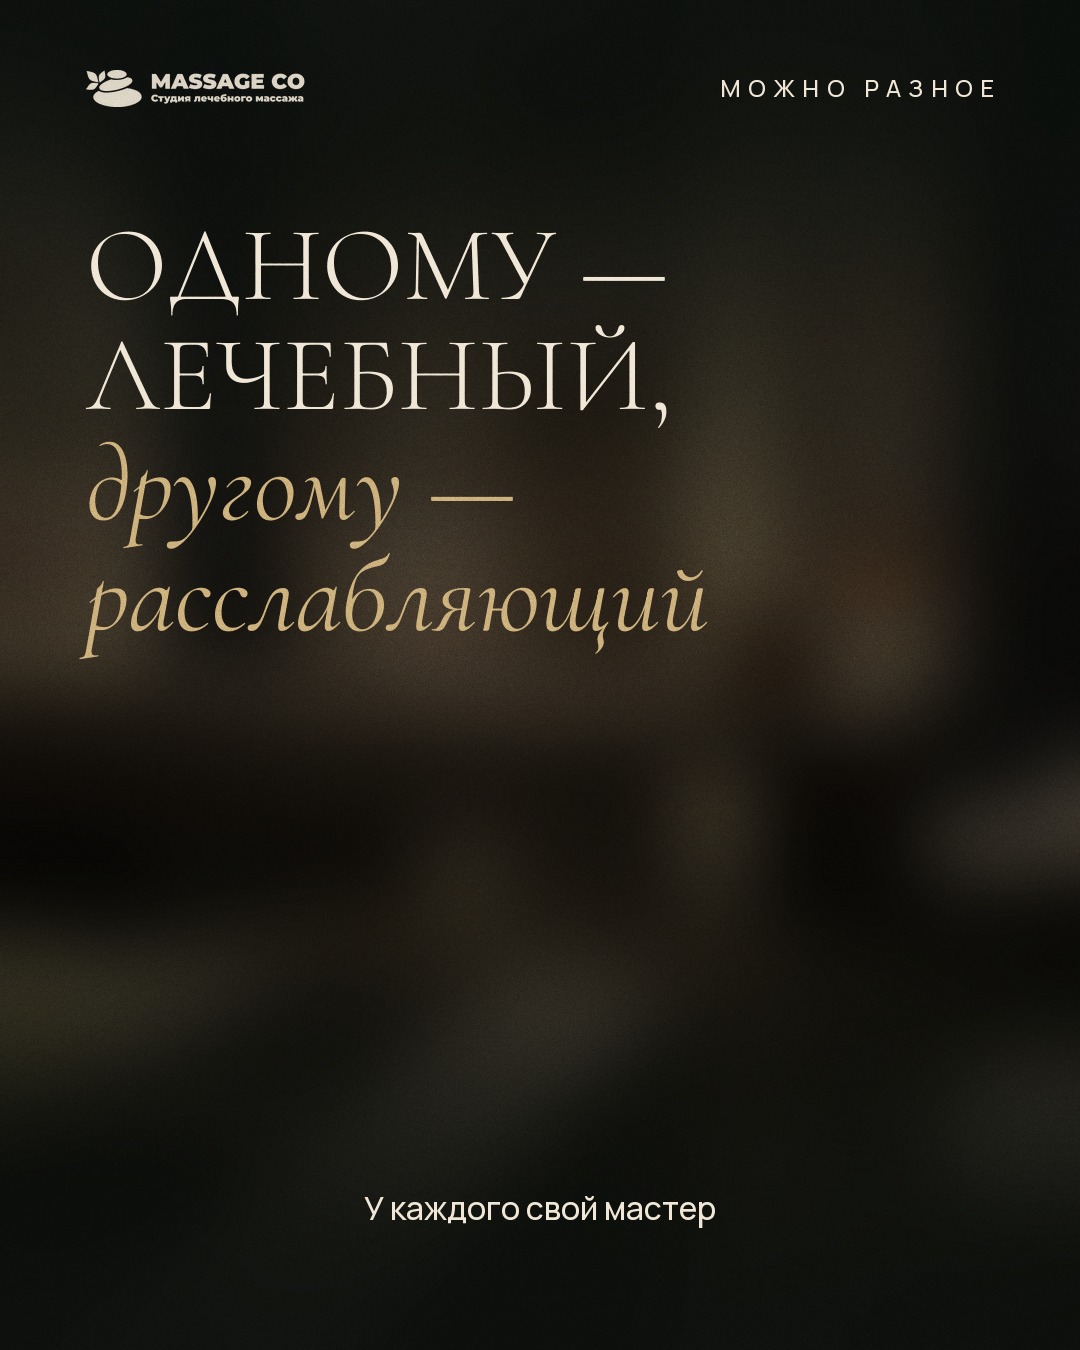 MASSAGE CO
Студия лечебного массажа
МОЖНО РАЗНОЕ
ОДНОМУ —
ЛЕЧЕБНЫЙ,
другому —
расслабляющий
У каждого свой мастер